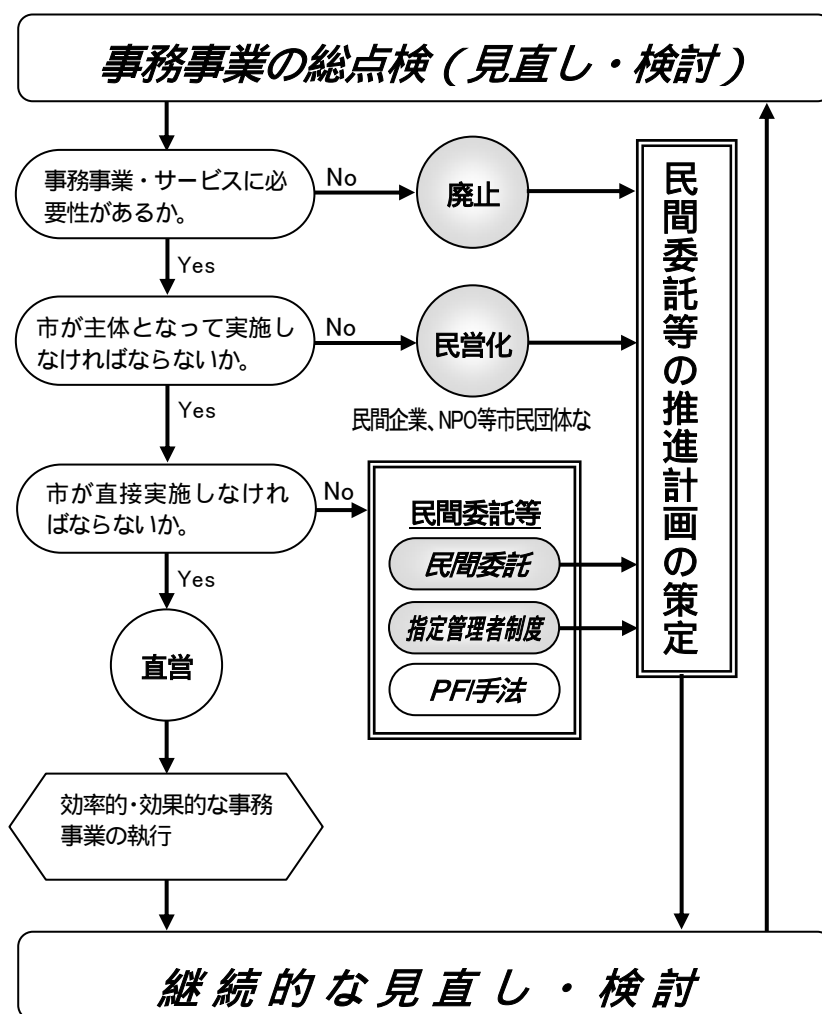 事務事業の総点検（見直し・検討）
事務事業・サービスに必
要性があるか。
No
廃止
Yes
市が主体となって実施し
なければならないか。
No
民営化
民間企業、NPO等市民団体な
Yes
市が直接実施しなけれ
ばならないか。
No
民間委託等
民間委託
指定管理者制度
PFI手法
民間委託等の推進計画の策定
Yes
直営
効率的・効果的な事務
事業の執行
継続的な見直し・検討